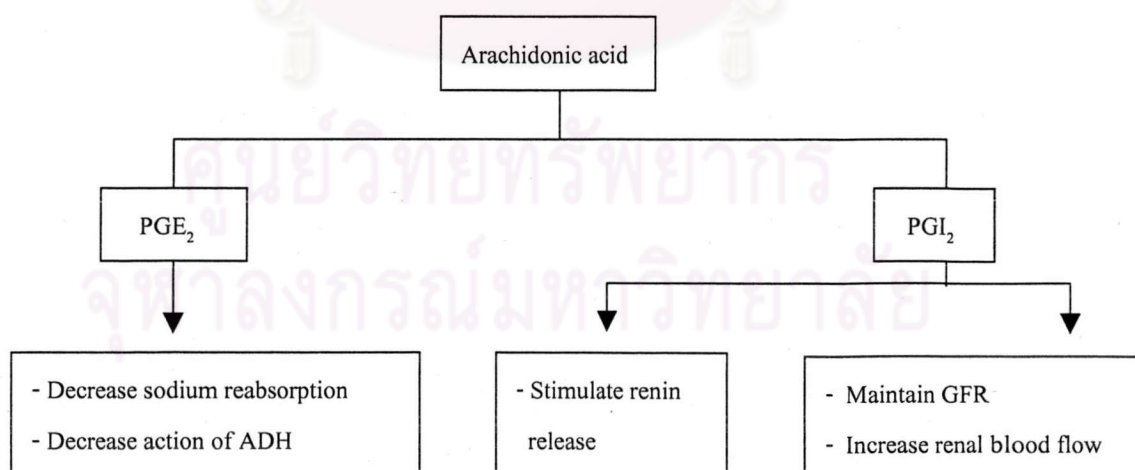 Arachidonic acid
ศูนย์วิทยทรัพยากร
PGE₂
PGI₂
จุฬาลงกรณ์มหาวิทยาลัย
- Decrease sodium reabsorption
- Decrease action of ADH
- Stimulate renin
release
- Maintain GFR
- Increase renal blood flow